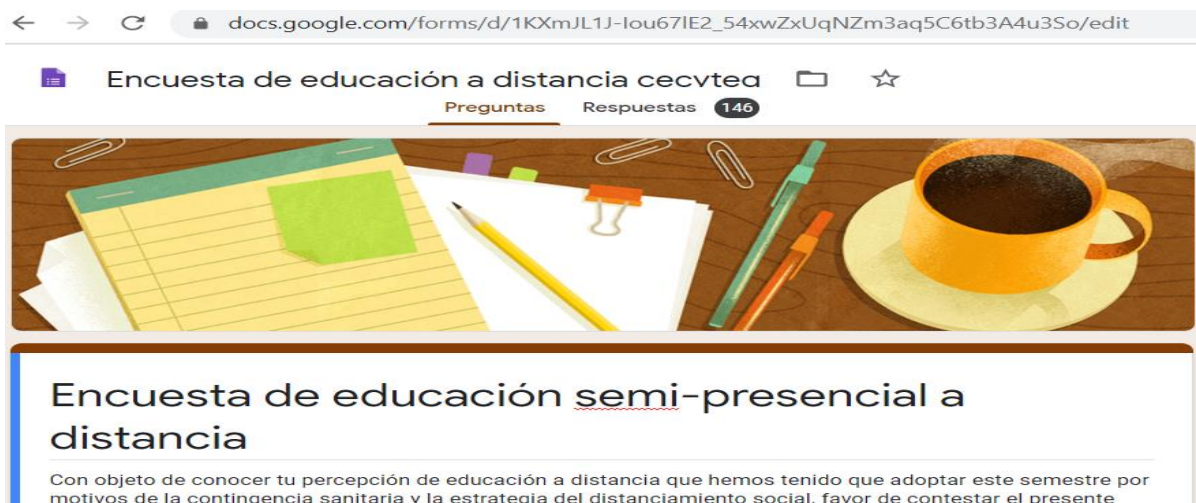 docs.google.com/forms/d/1KXmJL1J-Iou67lE2_54xwZxUqNZm3aq5C6tb3A4u3So/edit
Encuesta de educación a distancia cecyteq
Preguntas Respuestas 146
Encuesta de educación semi-presencial a
distancia
Con objeto de conocer tu percepción de educación a distancia que hemos tenido que adoptar este semestre por
motivos de la contingencia sanitaria y la estrategia del distanciamiento social, favor de contestar el presente